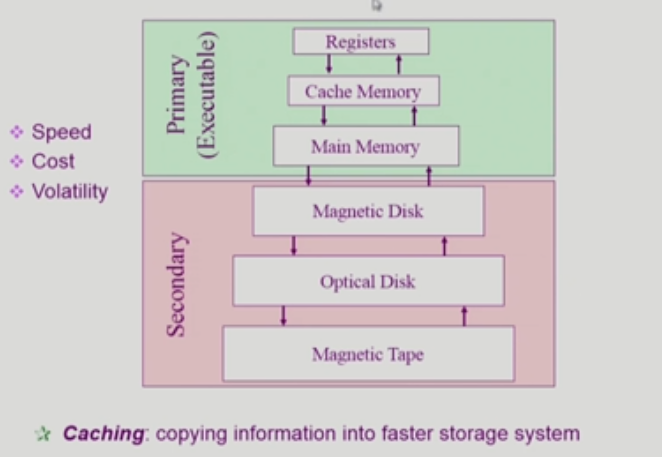 Speed
Cost
Volatility
Primary
(Executable)
Registers
Cache Memory
Main Memory
Secondary
Magnetic Disk
Optical Disk
Magnetic Tape
Caching: copying information into faster storage system